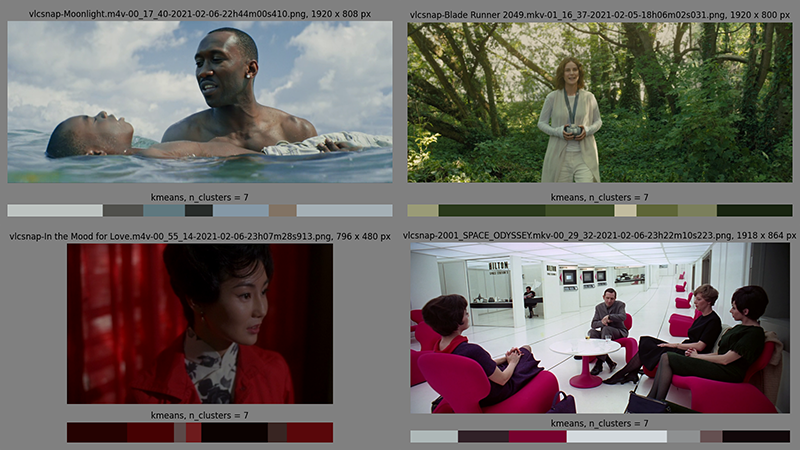 vlcsnap-Moonlight.m4v-00_17_40-2021-02-06-22h44m00s410.png, 1920 x 808 px
kmeans, n_clusters = 7
vlcsnap-Blade Runner 2049.mkv-01_16_37-2021-02-05-18h06m02s031.png, 1920 x 800 px
kmeans, n_clusters = 7
vlcsnap-In the Mood for Love.m4v-00_55_14-2021-02-06-23h07m28s913.png, 796 x 480 px
kmeans, n_clusters = 7
vlcsnap-2001_SPACE_ODYSSEY.mkv-00_29_32-2021-02-06-23h22m10s223.png, 1918 x 864 px
HILTON
kmeans, n_clusters = 7